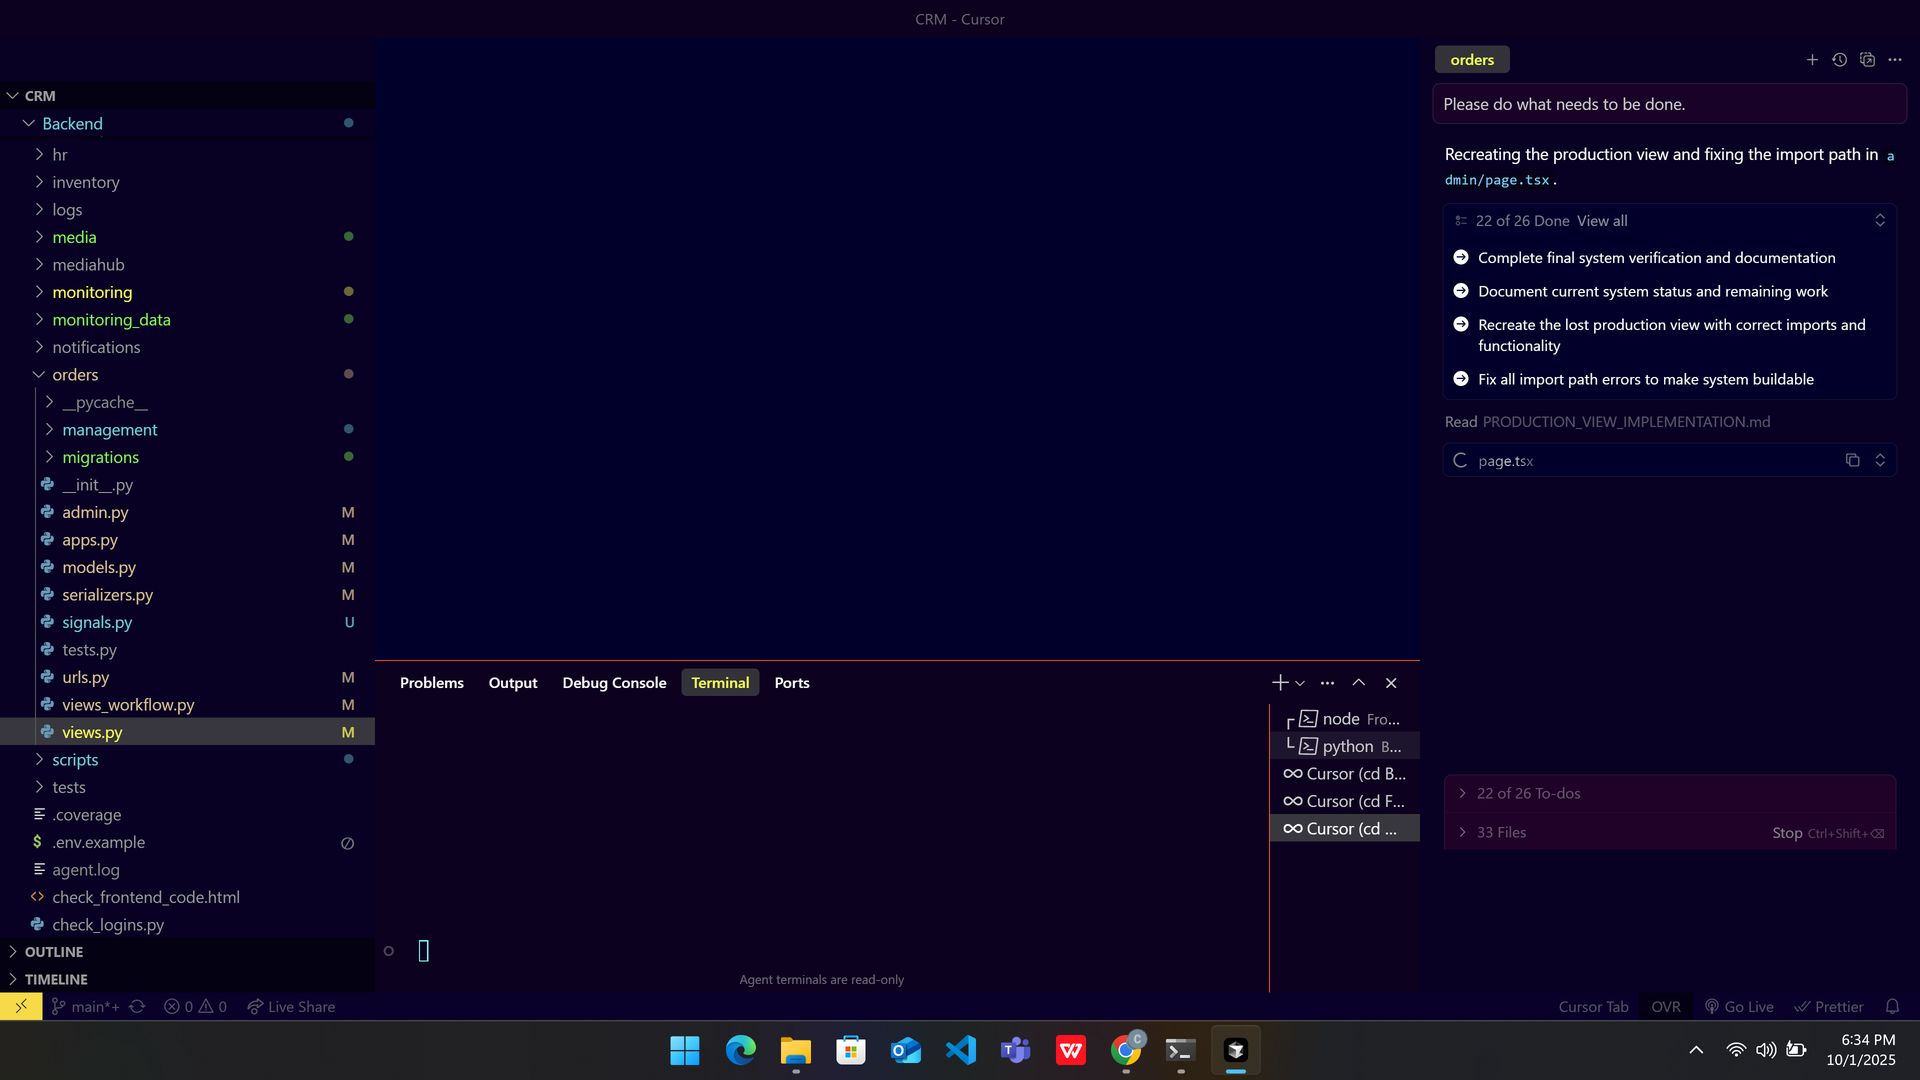 CRM - Cursor
CRM
Backend
hr
inventory
logs
media
mediahub
monitoring
monitoring_data
notifications
orders
__pycache__
management
migrations
__init__.py
admin.py M
apps.py M
models.py M
serializers.py M
signals.py U
tests.py
urls.py M
views_workflow.py M
views.py M
scripts
tests
.coverage
.env.example
agent.log
check_frontend_code.html
check_logins.py
OUTLINE
TIMELINE
Problems Output Debug Console Terminal Ports
node Fro...
python B...
Cursor (cd B...
Cursor (cd F...
Cursor (cd ...
Agent terminals are read-only
orders
Please do what needs to be done.
Recreating the production view and fixing the import path in a
dmin/page.tsx.
22 of 26 Done View all
Complete final system verification and documentation
Document current system status and remaining work
Recreate the lost production view with correct imports and
functionality
Fix all import path errors to make system buildable
Read PRODUCTION_VIEW_IMPLEMENTATION.md
page.tsx
22 of 26 To-dos
33 Files Stop Ctrl+Shift+⌫
main*+ 0 0 Live Share Cursor Tab OVR Go Live Prettier
6:34 PM
10/1/2025